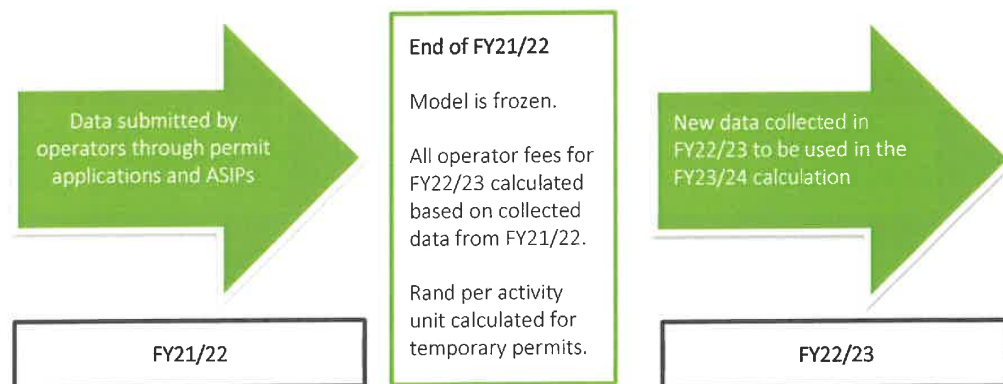 Data submitted by
operators through permit
applications and ASIPs
FY21/22
End of FY21/22
Model is frozen.
All operator fees for
FY22/23 calculated
based on collected
data from FY21/22.
Rand per activity
unit calculated for
temporary permits.
New data collected in
FY22/23 to be used in the
FY23/24 calculation
FY22/23